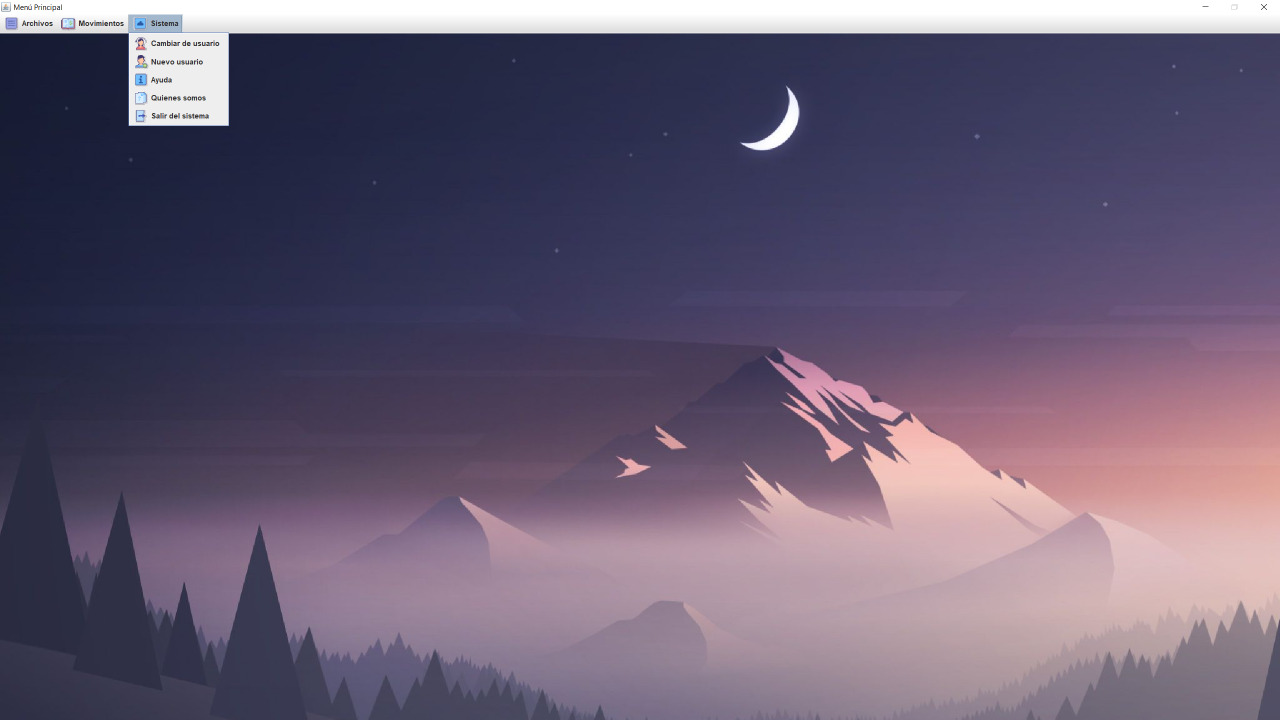 Menú Principal
Archivos Movimientos Sistema
Cambiar de usuario
Nuevo usuario
Ayuda
Quienes somos
Salir del sistema